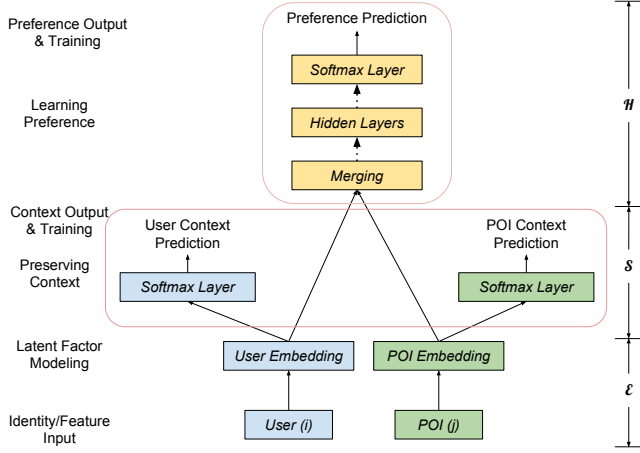 Preference Output
& Training
Preference Prediction
Softmax Layer
Learning
Preference
Hidden Layers
Merging
H
Context Output
& Training
User Context
Prediction
POI Context
Prediction
Preserving
Context
Softmax Layer
Softmax Layer
S
Latent Factor
Modeling
User Embedding
POI Embedding
E
Identity/Feature
Input
User (i)
POI (j)